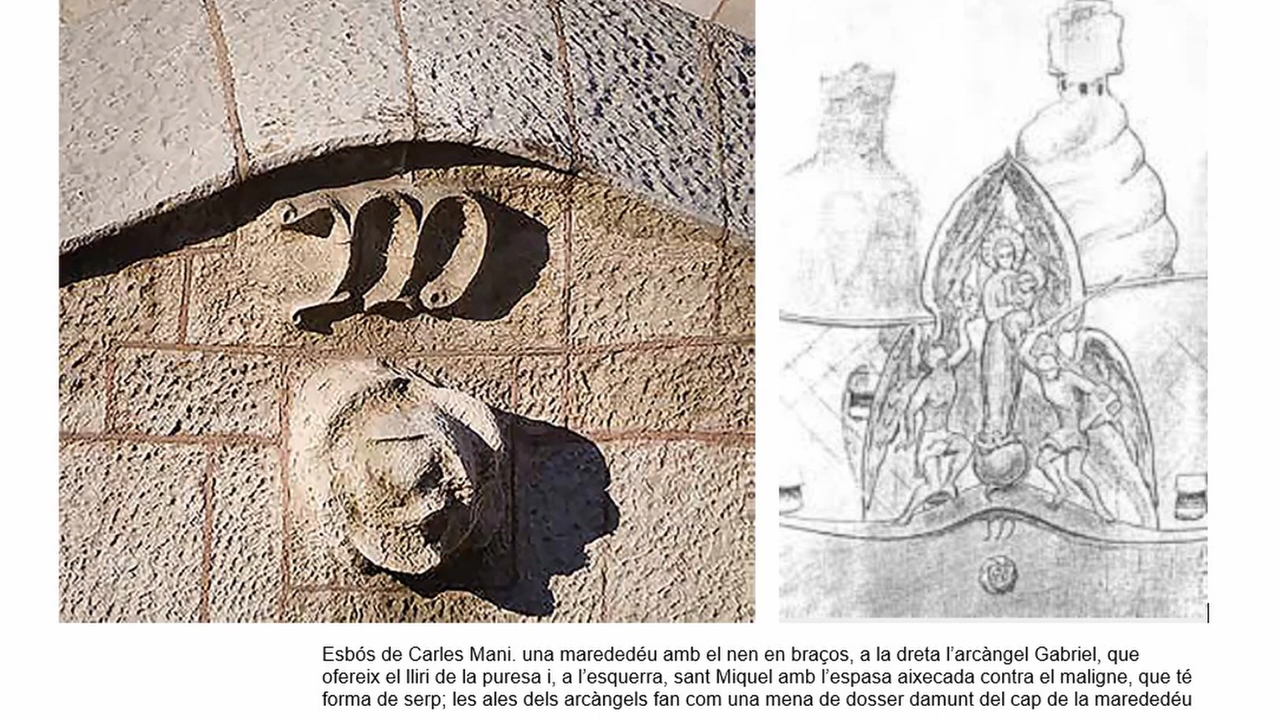 M
Esbós de Carles Mani. una marededéu amb el nen en braços, a la dreta l’arcàngel Gabriel, que
ofereix el lliri de la puresa i, a l’esquerra, sant Miquel amb l’espasa aixecada contra el maligne, que té
forma de serp; les ales dels arcàngels fan com una mena de dosser damunt del cap de la marededéu